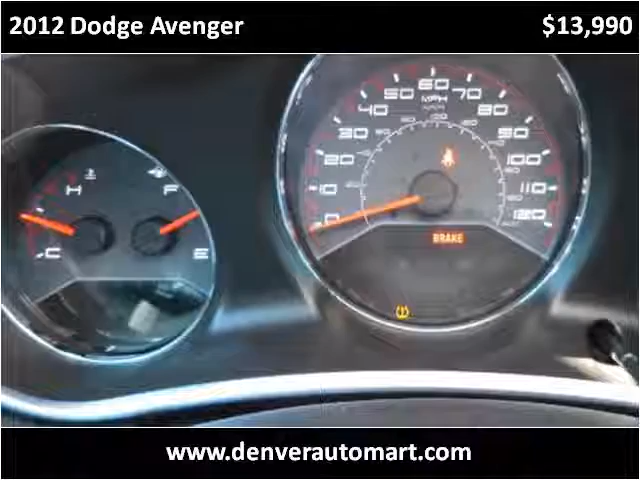 2012 Dodge Avenger
$13,990
60
50 MPH 70
40 80
30 90
20 100
10 110
0 120
H F
C E
BRAKE
www.denverautomart.com